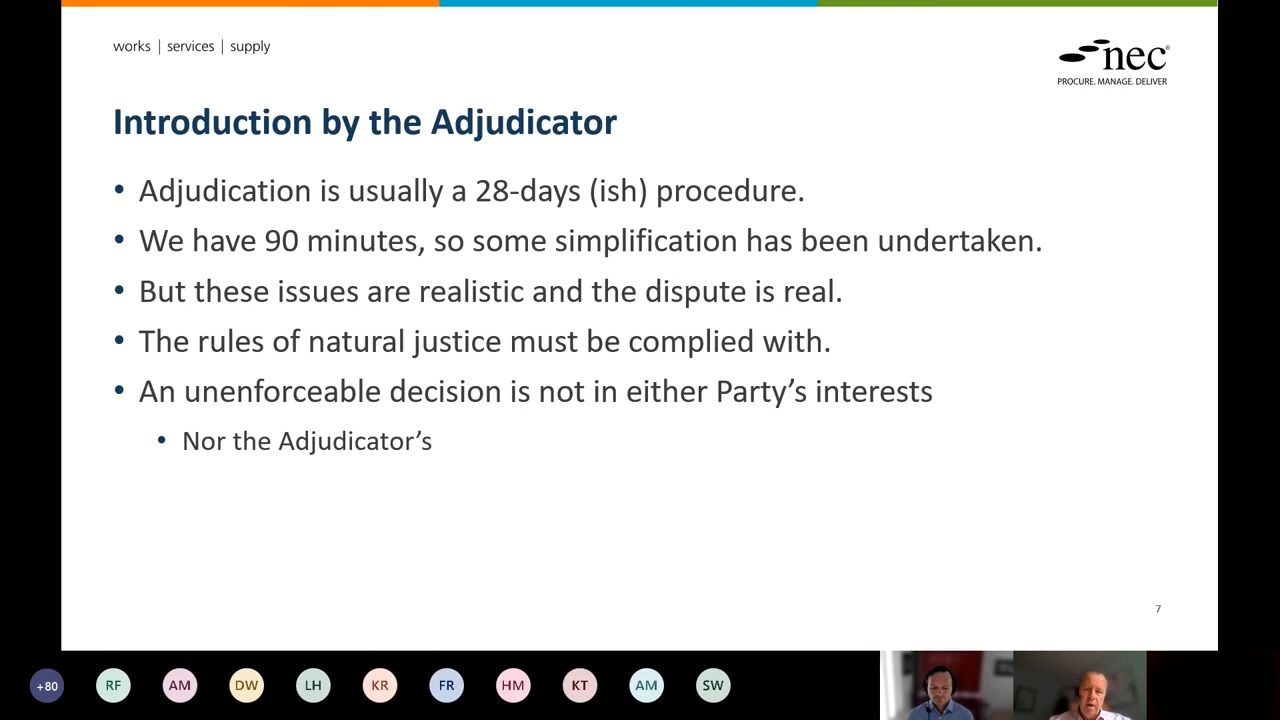 works | services | supply
nec®
PROCURE. MANAGE. DELIVER
Introduction by the Adjudicator
• Adjudication is usually a 28-days (ish) procedure.
• We have 90 minutes, so some simplification has been undertaken.
• But these issues are realistic and the dispute is real.
• The rules of natural justice must be complied with.
• An unenforceable decision is not in either Party’s interests
• Nor the Adjudicator’s
7
+80 RF AM DW LH KR FR HM KT AM SW